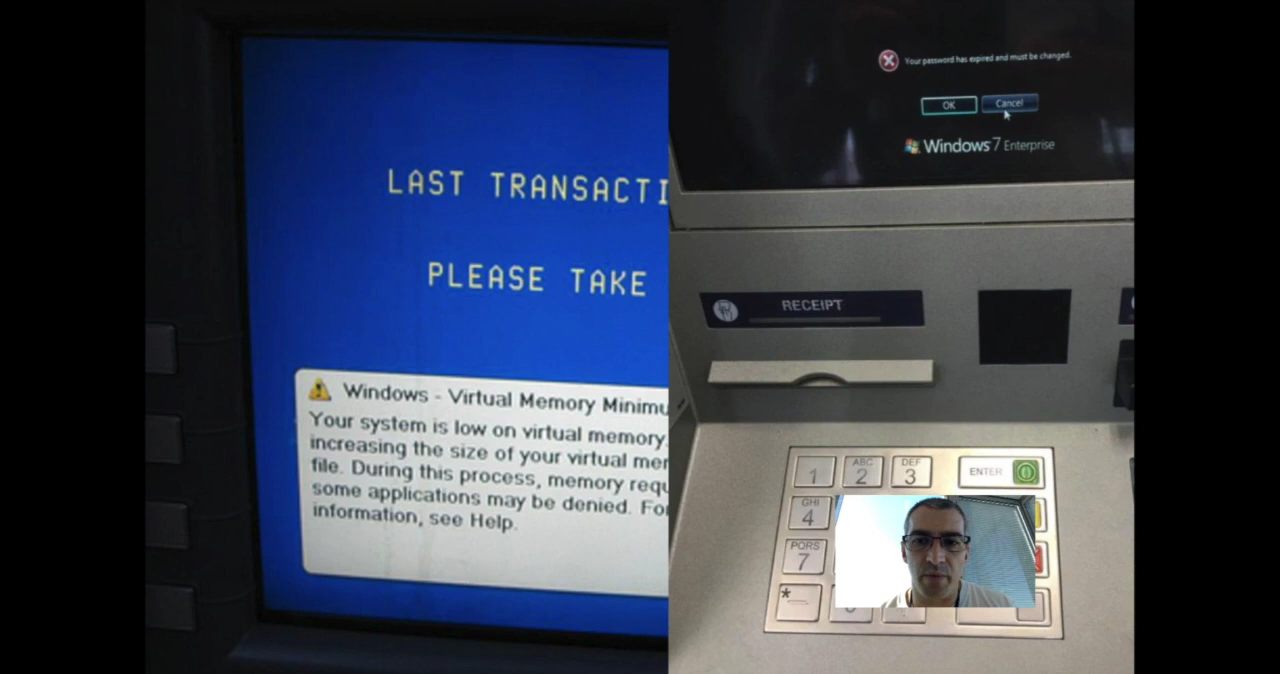 LAST TRANSACTI
PLEASE TAKE
Windows - Virtual Memory Minimu
Your system is low on virtual memory.
increasing the size of your virtual mem
file. During this process, memory requ
some applications may be denied. Fo
information, see Help.
Your password has expired and must be changed.
OK
Cancel
Windows 7 Enterprise
RECEIPT
1
ABC
2
DEF
3
ENTER
GHI
4
PQRS
7
*